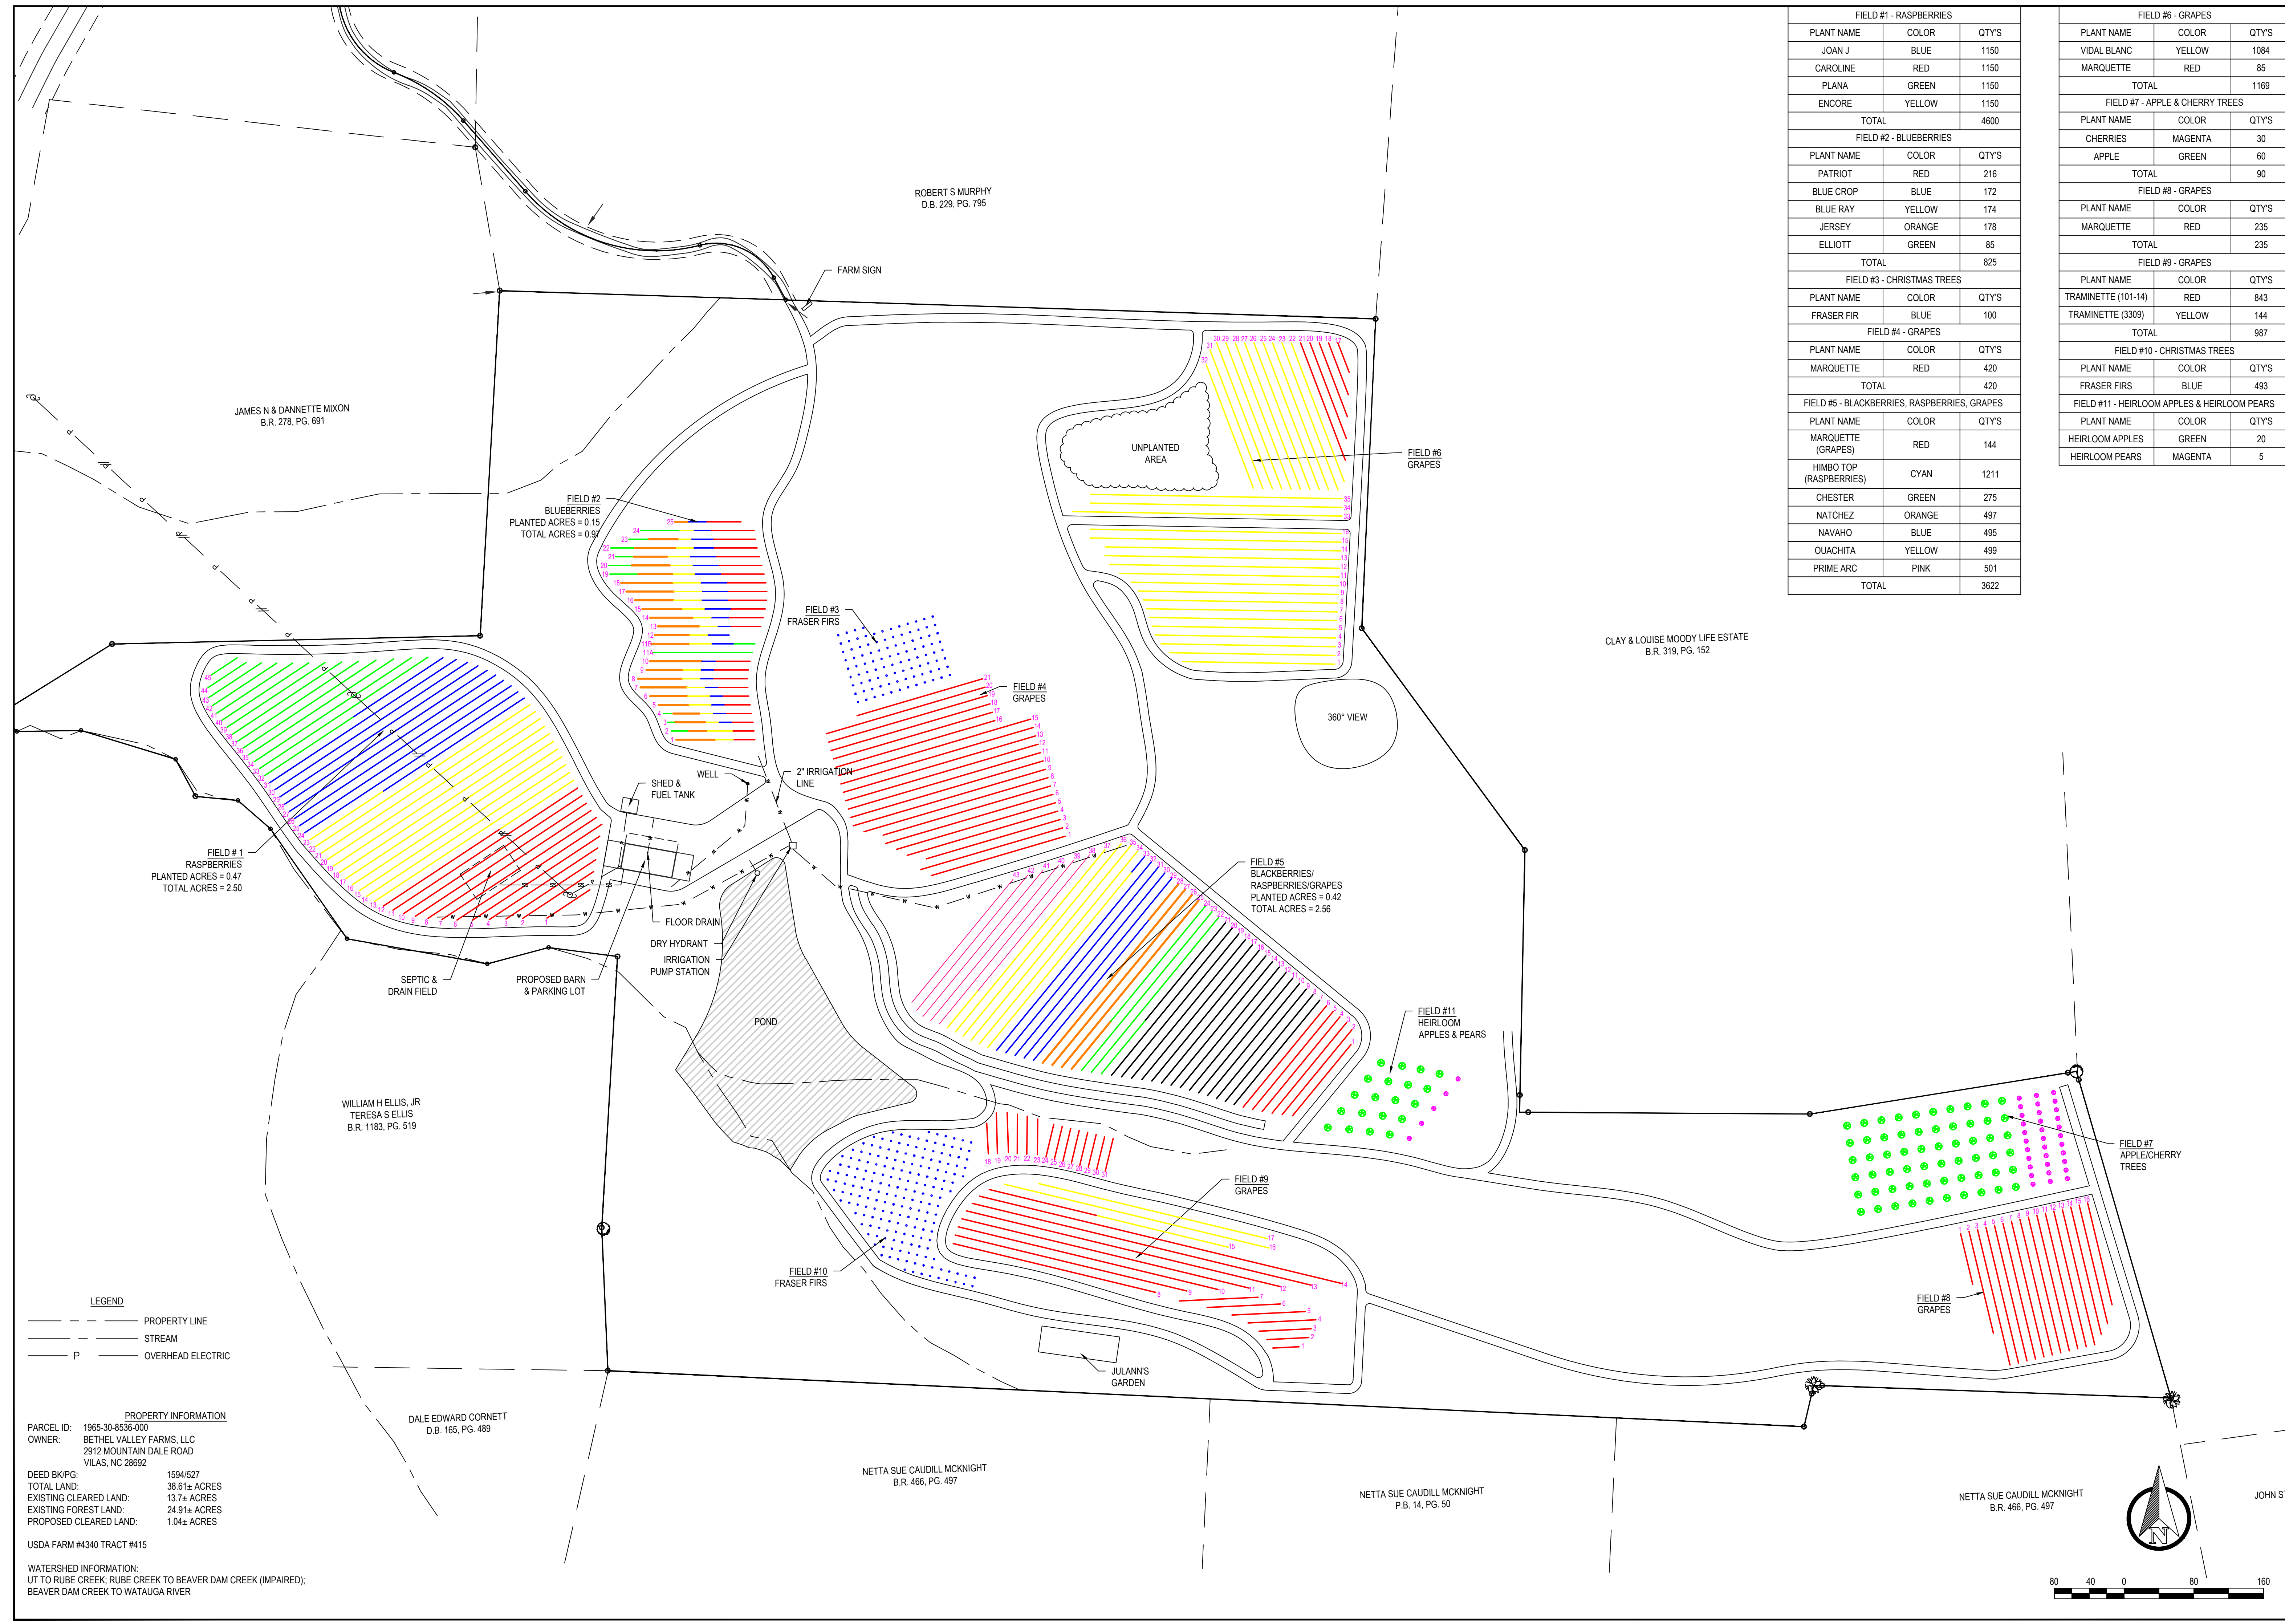 FIELD #1 - RASPBERRIES
PLANT NAME COLOR QTY'S
JOAN J BLUE 1150
CAROLINE RED 1150
PLANA GREEN 1150
ENCORE YELLOW 1150
TOTAL 4600
FIELD #2 - BLUEBERRIES
PLANT NAME COLOR QTY'S
PATRIOT RED 216
BLUE CROP BLUE 172
BLUE RAY YELLOW 174
JERSEY ORANGE 178
ELLIOTT GREEN 85
TOTAL 825
FIELD #3 - CHRISTMAS TREES
PLANT NAME COLOR QTY'S
FRASER FIR BLUE 100
FIELD #4 - GRAPES
PLANT NAME COLOR QTY'S
MARQUETTE RED 420
TOTAL 420
FIELD #5 - BLACKBERRIES, RASPBERRIES, GRAPES
PLANT NAME COLOR QTY'S
MARQUETTE
(GRAPES) RED 144
HIMBO TOP
(RASPBERRIES) CYAN 1211
CHESTER GREEN 275
NATCHEZ ORANGE 497
NAVAHO BLUE 495
OUACHITA YELLOW 499
PRIME ARC PINK 501
TOTAL 3622
FIELD #6 - GRAPES
PLANT NAME COLOR QTY'S
VIDAL BLANC YELLOW 1084
MARQUETTE RED 85
TOTAL 1169
FIELD #7 - APPLE & CHERRY TREES
PLANT NAME COLOR QTY'S
CHERRIES MAGENTA 30
APPLE GREEN 60
TOTAL 90
FIELD #8 - GRAPES
PLANT NAME COLOR QTY'S
MARQUETTE RED 235
TOTAL 235
FIELD #9 - GRAPES
PLANT NAME COLOR QTY'S
TRAMINETTE (101-14) RED 843
TRAMINETTE (3309) YELLOW 144
TOTAL 987
FIELD #10 - CHRISTMAS TREES
PLANT NAME COLOR QTY'S
FRASER FIRS BLUE 493
FIELD #11 - HEIRLOOM APPLES & HEIRLOOM PEARS
PLANT NAME COLOR QTY'S
HEIRLOOM APPLES GREEN 20
HEIRLOOM PEARS MAGENTA 5
ROBERT S MURPHY
D.B. 229, PG. 795
FARM SIGN
JAMES N & DANNETTE MIXON
B.R. 278, PG. 691
UNPLANTED
AREA
FIELD #6
GRAPES
FIELD #2
BLUEBERRIES
PLANTED ACRES = 0.15
TOTAL ACRES = 0.97
FIELD #3
FRASER FIRS
CLAY & LOUISE MOODY LIFE ESTATE
B.R. 319, PG. 152
FIELD #4
GRAPES
360° VIEW
WELL
2" IRRIGATION
LINE
SHED &
FUEL TANK
FIELD # 1
RASPBERRIES
PLANTED ACRES = 0.47
TOTAL ACRES = 2.50
FIELD #5
BLACKBERRIES/
RASPBERRIES/GRAPES
PLANTED ACRES = 0.42
TOTAL ACRES = 2.56
FLOOR DRAIN
DRY HYDRANT
IRRIGATION
PUMP STATION
SEPTIC &
DRAIN FIELD
PROPOSED BARN
& PARKING LOT
POND
FIELD #11
HEIRLOOM
APPLES & PEARS
WILLIAM H ELLIS, JR
TERESA S ELLIS
B.R. 1183, PG. 519
FIELD #7
APPLE/CHERRY
TREES
FIELD #9
GRAPES
FIELD #10
FRASER FIRS
FIELD #8
GRAPES
JULANN'S
GARDEN
LEGEND
PROPERTY LINE
STREAM
P OVERHEAD ELECTRIC
DALE EDWARD CORNETT
D.B. 165, PG. 489
NETTA SUE CAUDILL MCKNIGHT
B.R. 466, PG. 497
NETTA SUE CAUDILL MCKNIGHT
P.B. 14, PG. 50
NETTA SUE CAUDILL MCKNIGHT
B.R. 466, PG. 497
JOHN S
PROPERTY INFORMATION
PARCEL ID: 1965-30-8536-000
OWNER: BETHEL VALLEY FARMS, LLC
2912 MOUNTAIN DALE ROAD
VILAS, NC 28692
DEED BK/PG: 1594/527
TOTAL LAND: 38.61± ACRES
EXISTING CLEARED LAND: 13.7± ACRES
EXISTING FOREST LAND: 24.91± ACRES
PROPOSED CLEARED LAND: 1.04± ACRES
USDA FARM #4340 TRACT #415
WATERSHED INFORMATION:
UT TO RUBE CREEK; RUBE CREEK TO BEAVER DAM CREEK (IMPAIRED);
BEAVER DAM CREEK TO WATAUGA RIVER
N
80 40 0 80 160